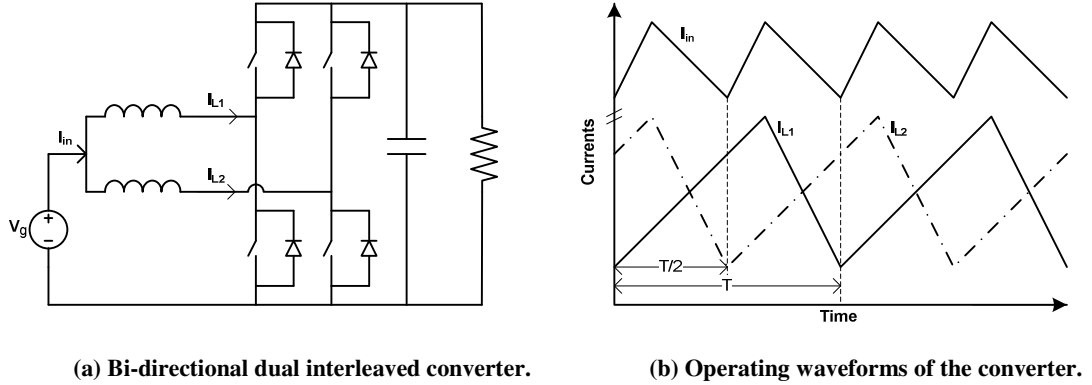 I_L1
I_in
I_L2
V_g
+
−
I_in
I_L1
I_L2
Currents
T/2
T
Time
(a) Bi-directional dual interleaved converter.
(b) Operating waveforms of the converter.